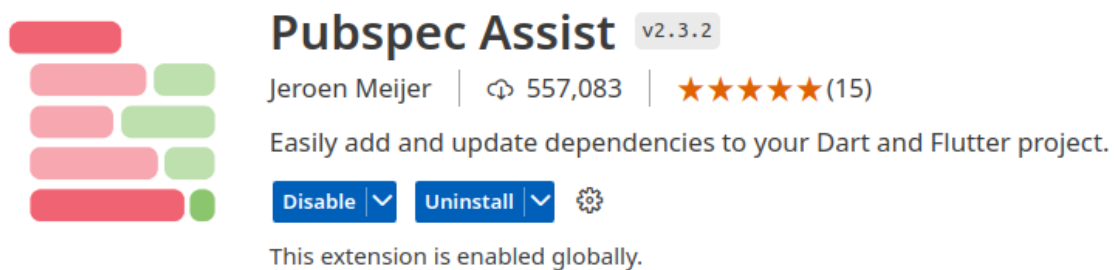 Pubspec Assist v2.3.2
Jeroen Meijer 557,083 (15)
Easily add and update dependencies to your Dart and Flutter project.
Disable Uninstall
This extension is enabled globally.